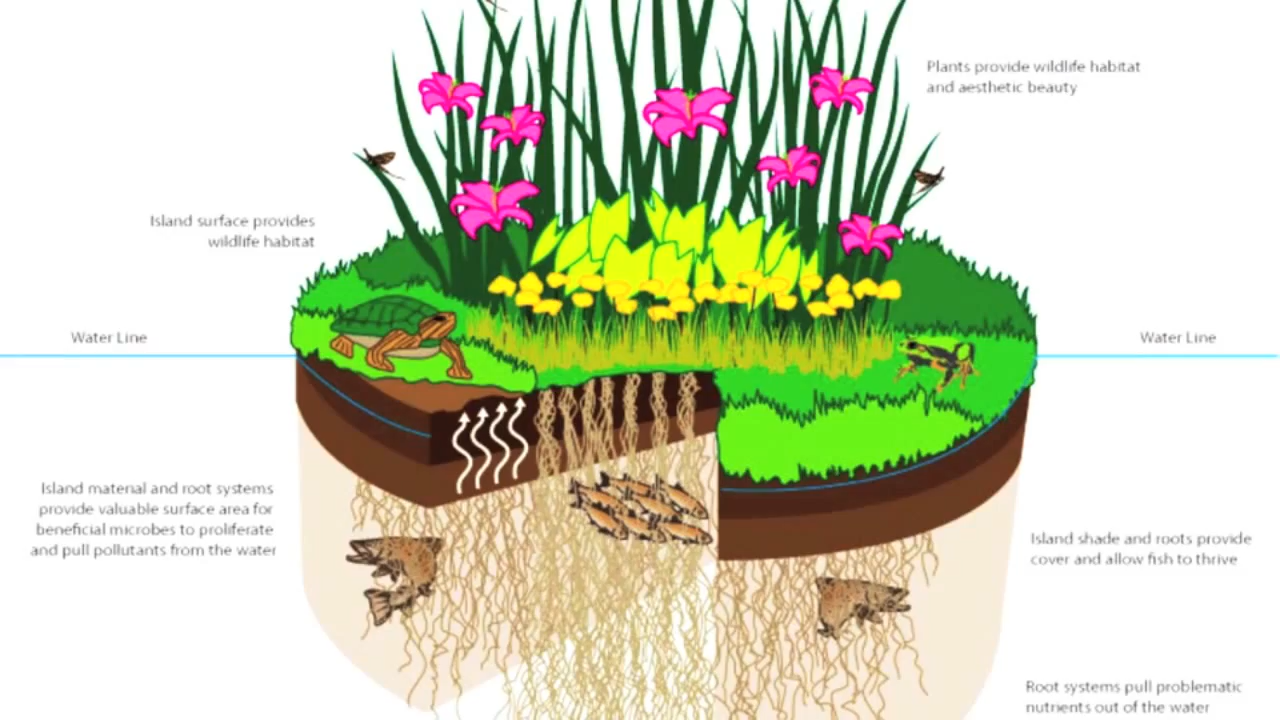 Plants provide wildlife habitat
and aesthetic beauty
Island surface provides
wildlife habitat
Water Line
Water Line
Island material and root systems
provide valuable surface area for
beneficial microbes to proliferate
and pull pollutants from the water
Island shade and roots provide
cover and allow fish to thrive
Root systems pull problematic
nutrients out of the water